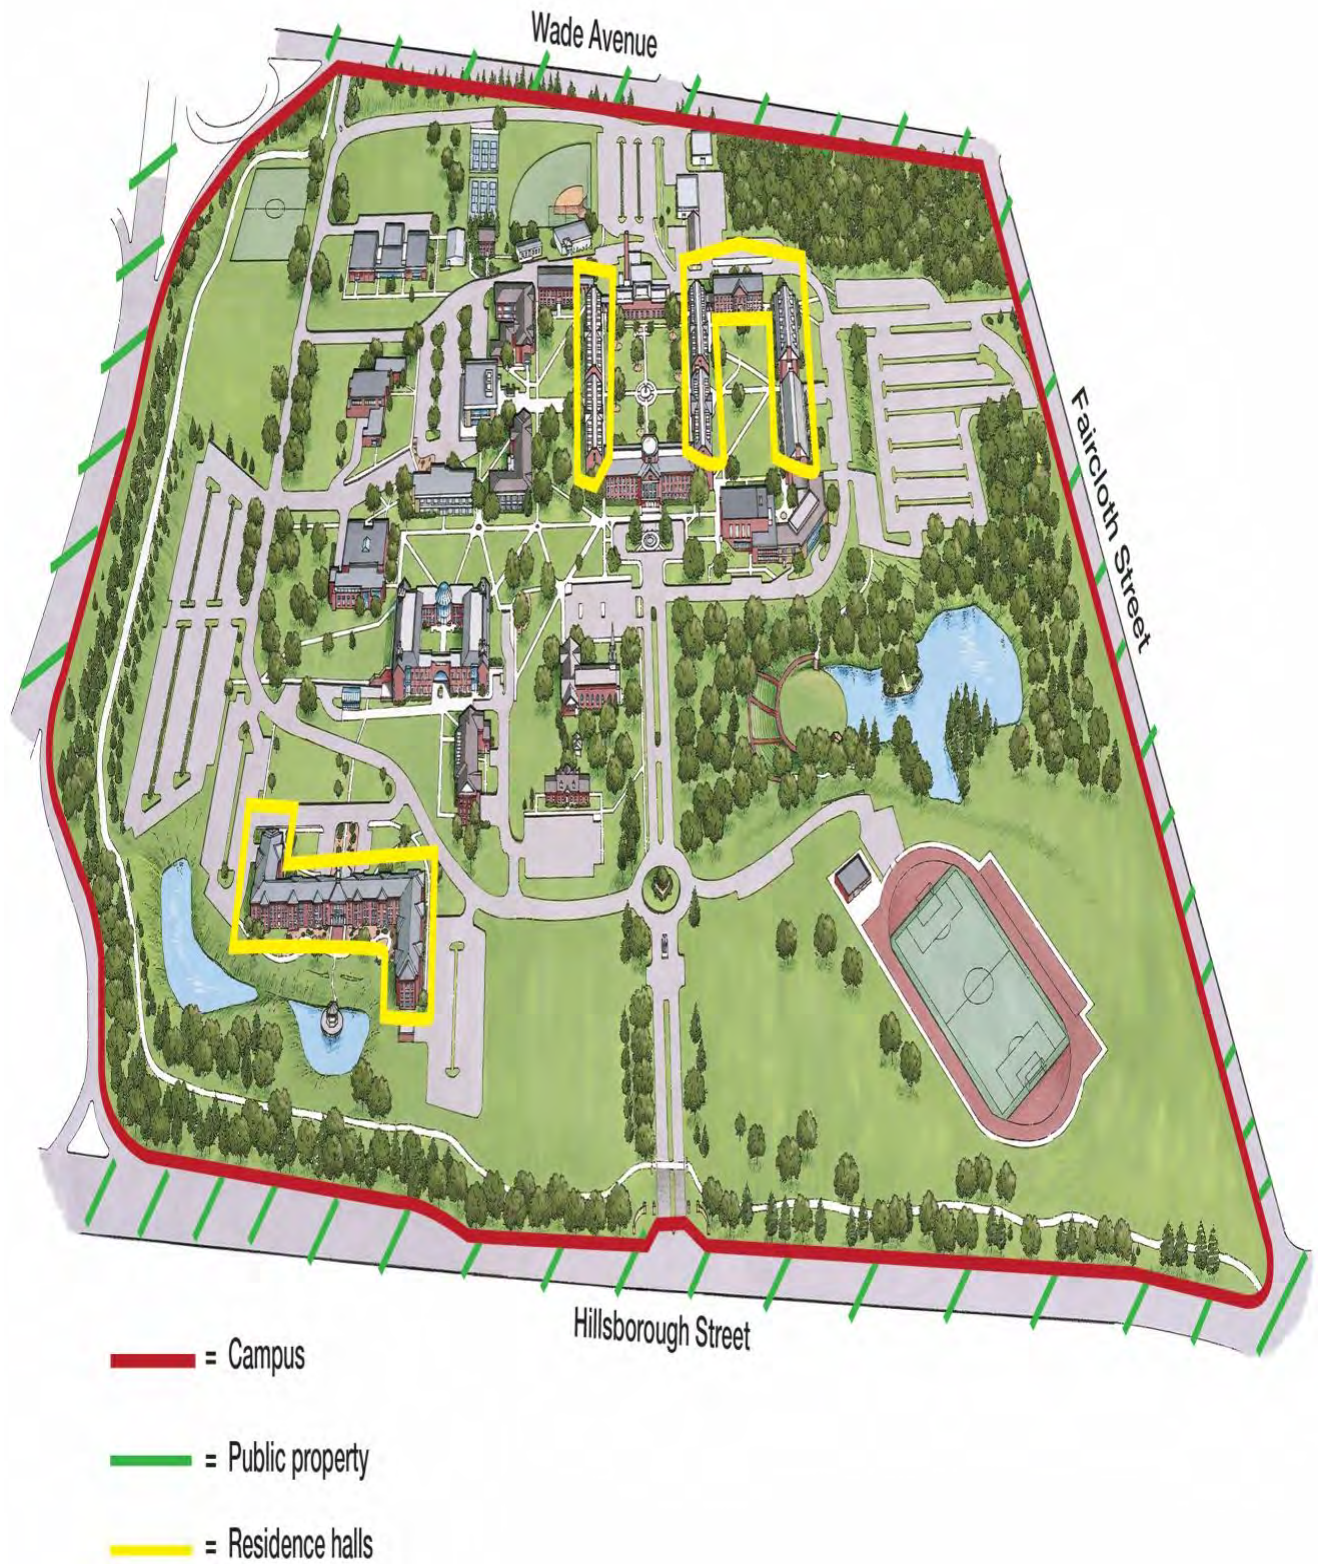 Wade Avenue
Faircloth Street
Hillsborough Street
= Campus
= Public property
= Residence halls